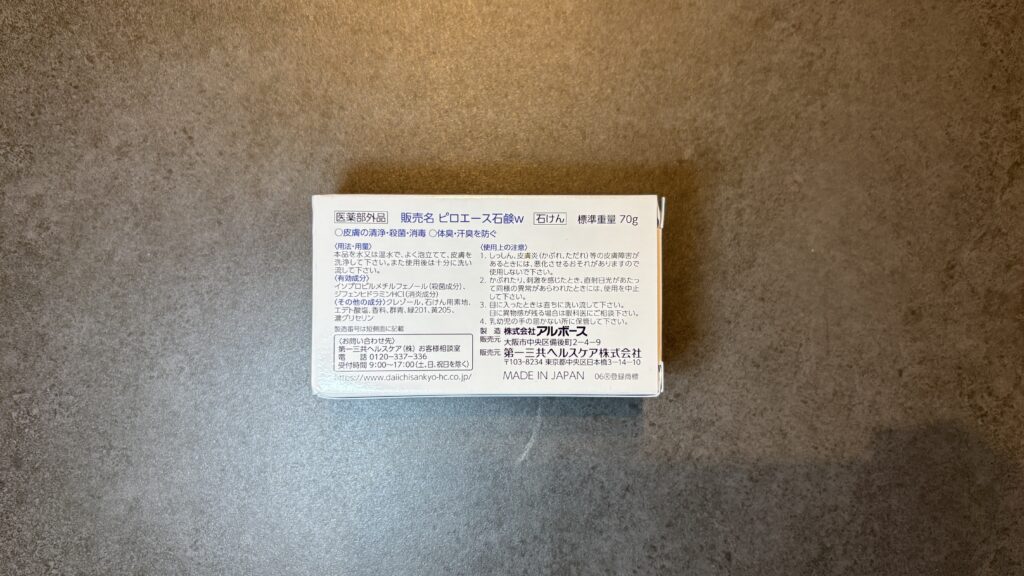 医薬部外品 販売名 ピロエース石鹸w 石けん 標準重量 70g
○皮膚の清浄・殺菌・消毒 ○体臭・汗臭を防ぐ
〈用法・用量〉
本品を水又は温水で、よく泡立てて、皮膚を
洗浄して下さい。また使用後は十分に洗い
流して下さい。
〈有効成分〉
イソプロピルメチルフェノール(殺菌成分)、
ジフェンヒドラミンHCl(消炎成分)
〈その他の成分〉クレゾール、石けん用素地、
エデト酸塩、香料、群青、緑201、黄205、
濃グリセリン
製造番号は短側面に記載
〈お問い合わせ先〉
第一三共ヘルスケア(株) お客様相談室
電 話 0120-337-336
受付時間 9:00〜17:00(土、日、祝日を除く)
https://www.daiichisankyo-hc.co.jp/
〈使用上の注意〉
1. しっしん、皮膚炎(かぶれ、ただれ)等の皮膚障害が
あるときには、悪化させるおそれがありますので
使用しないで下さい。
2. かぶれたり、刺激を感じたとき、直射日光があたっ
て同様の異常があらわれたときには、使用を中止
して下さい。
3. 目に入ったときは直ちに洗い流して下さい。
目に異物感が残る場合は眼科医にご相談下さい。
4. 乳幼児の手の届かない所に保管して下さい。
製 造 株式会社アルボース
販売元 大阪市中央区備後町2-4-9
販売元 第一三共ヘルスケア株式会社
〒103-8234 東京都中央区日本橋3-14-10
MADE IN JAPAN 06Ⓡ登録商標